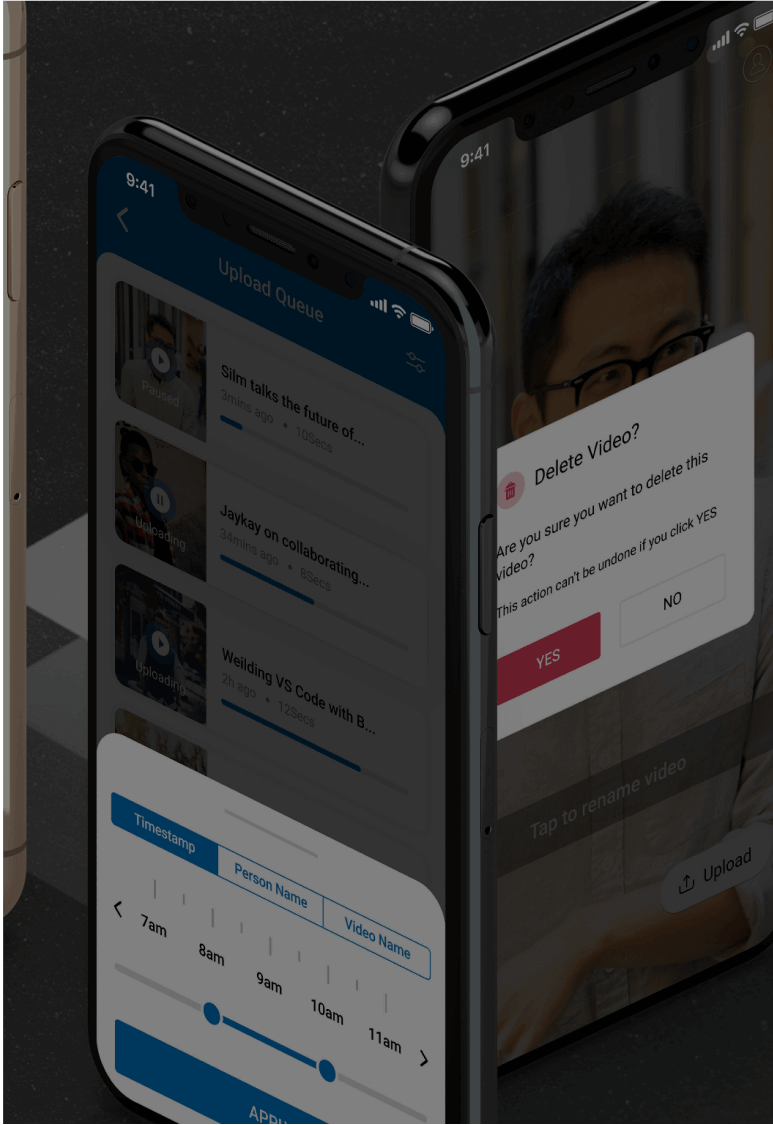 9:41
Upload Queue
Silm talks the future of...
3mins ago • 10Secs
Paused
Jaykay on collaborating...
34mins ago • 8Secs
Uploading
Weilding VS Code with B...
2h ago • 12Secs
Uploading
Timestamp
Person Name
Video Name
7am
8am
9am
10am
11am
9:41
Delete Video?
Are you sure you want to delete this
video?
This action can't be undone if you click YES
YES
NO
Tap to rename video
Upload